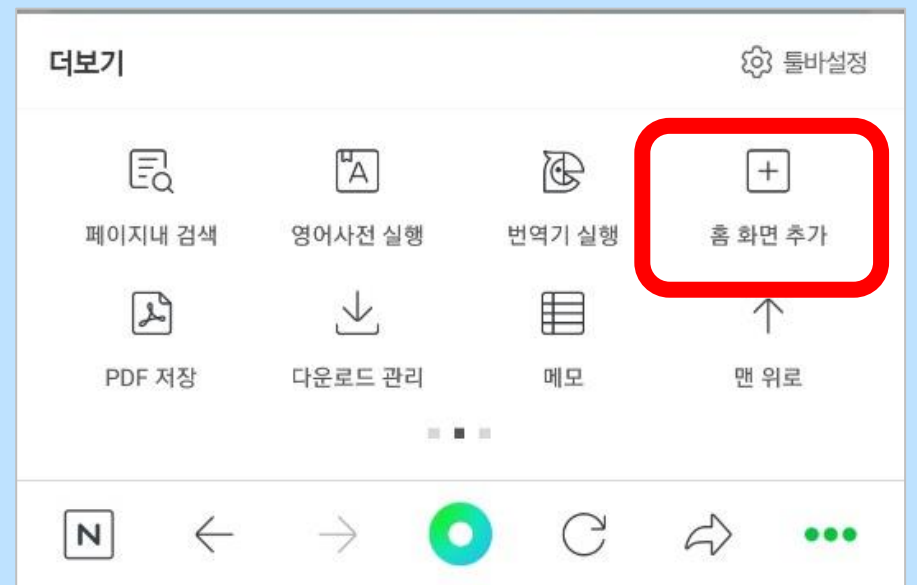 더보기
툴바설정
페이지내 검색
영어사전 실행
번역기 실행
홈 화면 추가
PDF 저장
다운로드 관리
메모
맨 위로
N